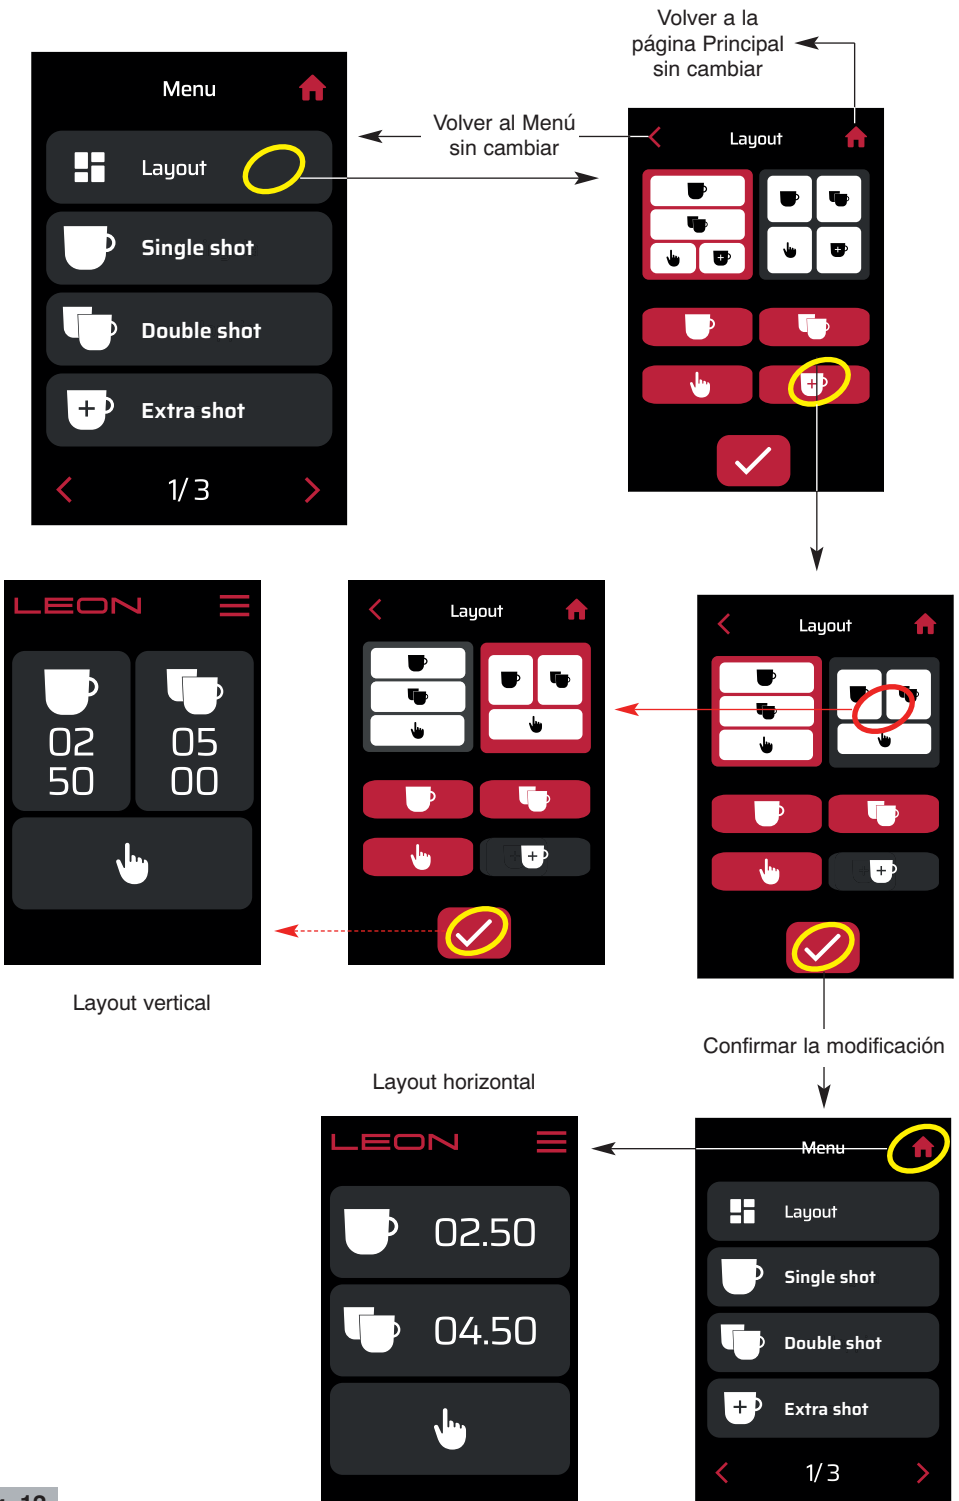 Volver a la
página Principal
sin cambiar
Menu
Layout
Single shot
Double shot
Extra shot
1/3
Volver al Menú
sin cambiar
Layout
LEON
02
50
05
00
Layout vertical
Layout
Layout
Confirmar la modificación
Layout horizontal
LEON
02.50
04.50
Menu
Layout
Single shot
Double shot
Extra shot
1/3